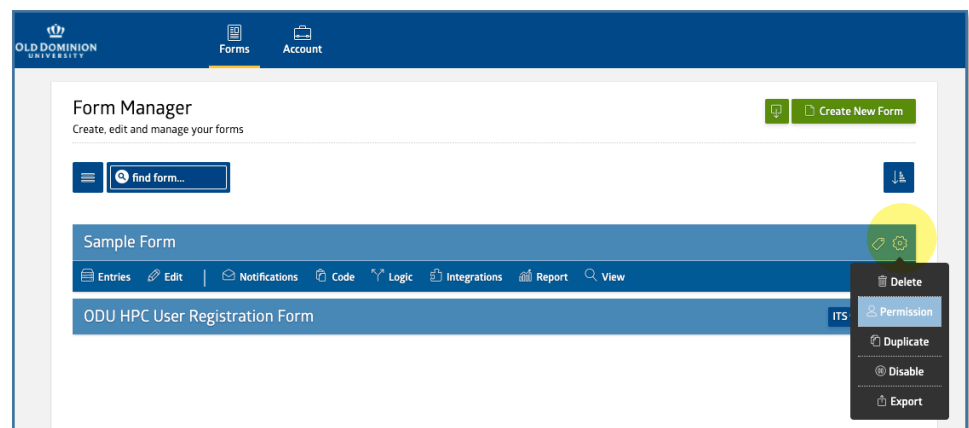 OLD DOMINION
UNIVERSITY
Forms
Account
Form Manager
Create, edit and manage your forms
Create New Form
find form...
Sample Form
Entries Edit | Notifications Code Logic Integrations Report View
Delete
Permission
Duplicate
Disable
Export
ODU HPC User Registration Form
ITS